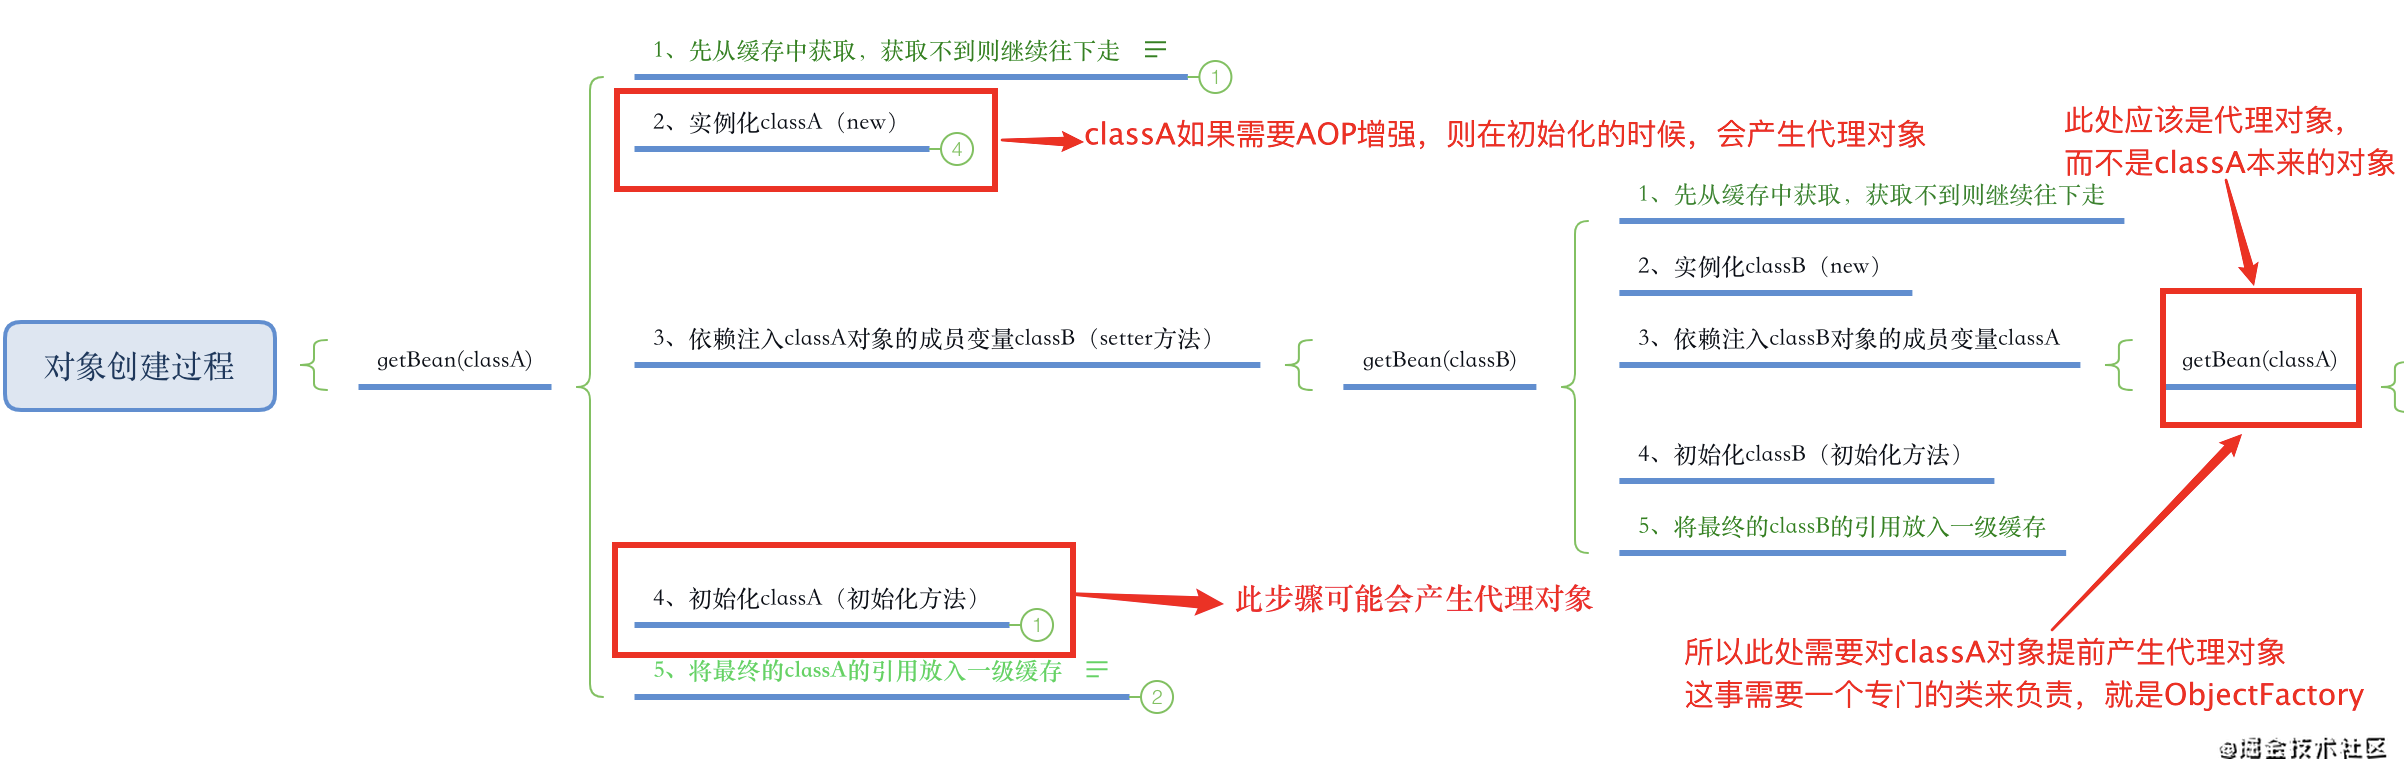 对象创建过程
getBean(classA)
1、先从缓存中获取，获取不到则继续往下走
1
2、实例化classA（new）
4
classA如果需要AOP增强，则在初始化的时候，会产生代理对象
3、依赖注入classA对象的成员变量classB（setter方法）
getBean(classB)
1、先从缓存中获取，获取不到则继续往下走
2、实例化classB（new）
3、依赖注入classB对象的成员变量classA
此处应该是代理对象，
而不是classA本来的对象
getBean(classA)
4、初始化classB（初始化方法）
5、将最终的classB的引用放入一级缓存
4、初始化classA（初始化方法）
1
此步骤可能会产生代理对象
5、将最终的classA的引用放入一级缓存
2
所以此处需要对classA对象提前产生代理对象
这事需要一个专门的类来负责，就是ObjectFactory
@掘金技术社区